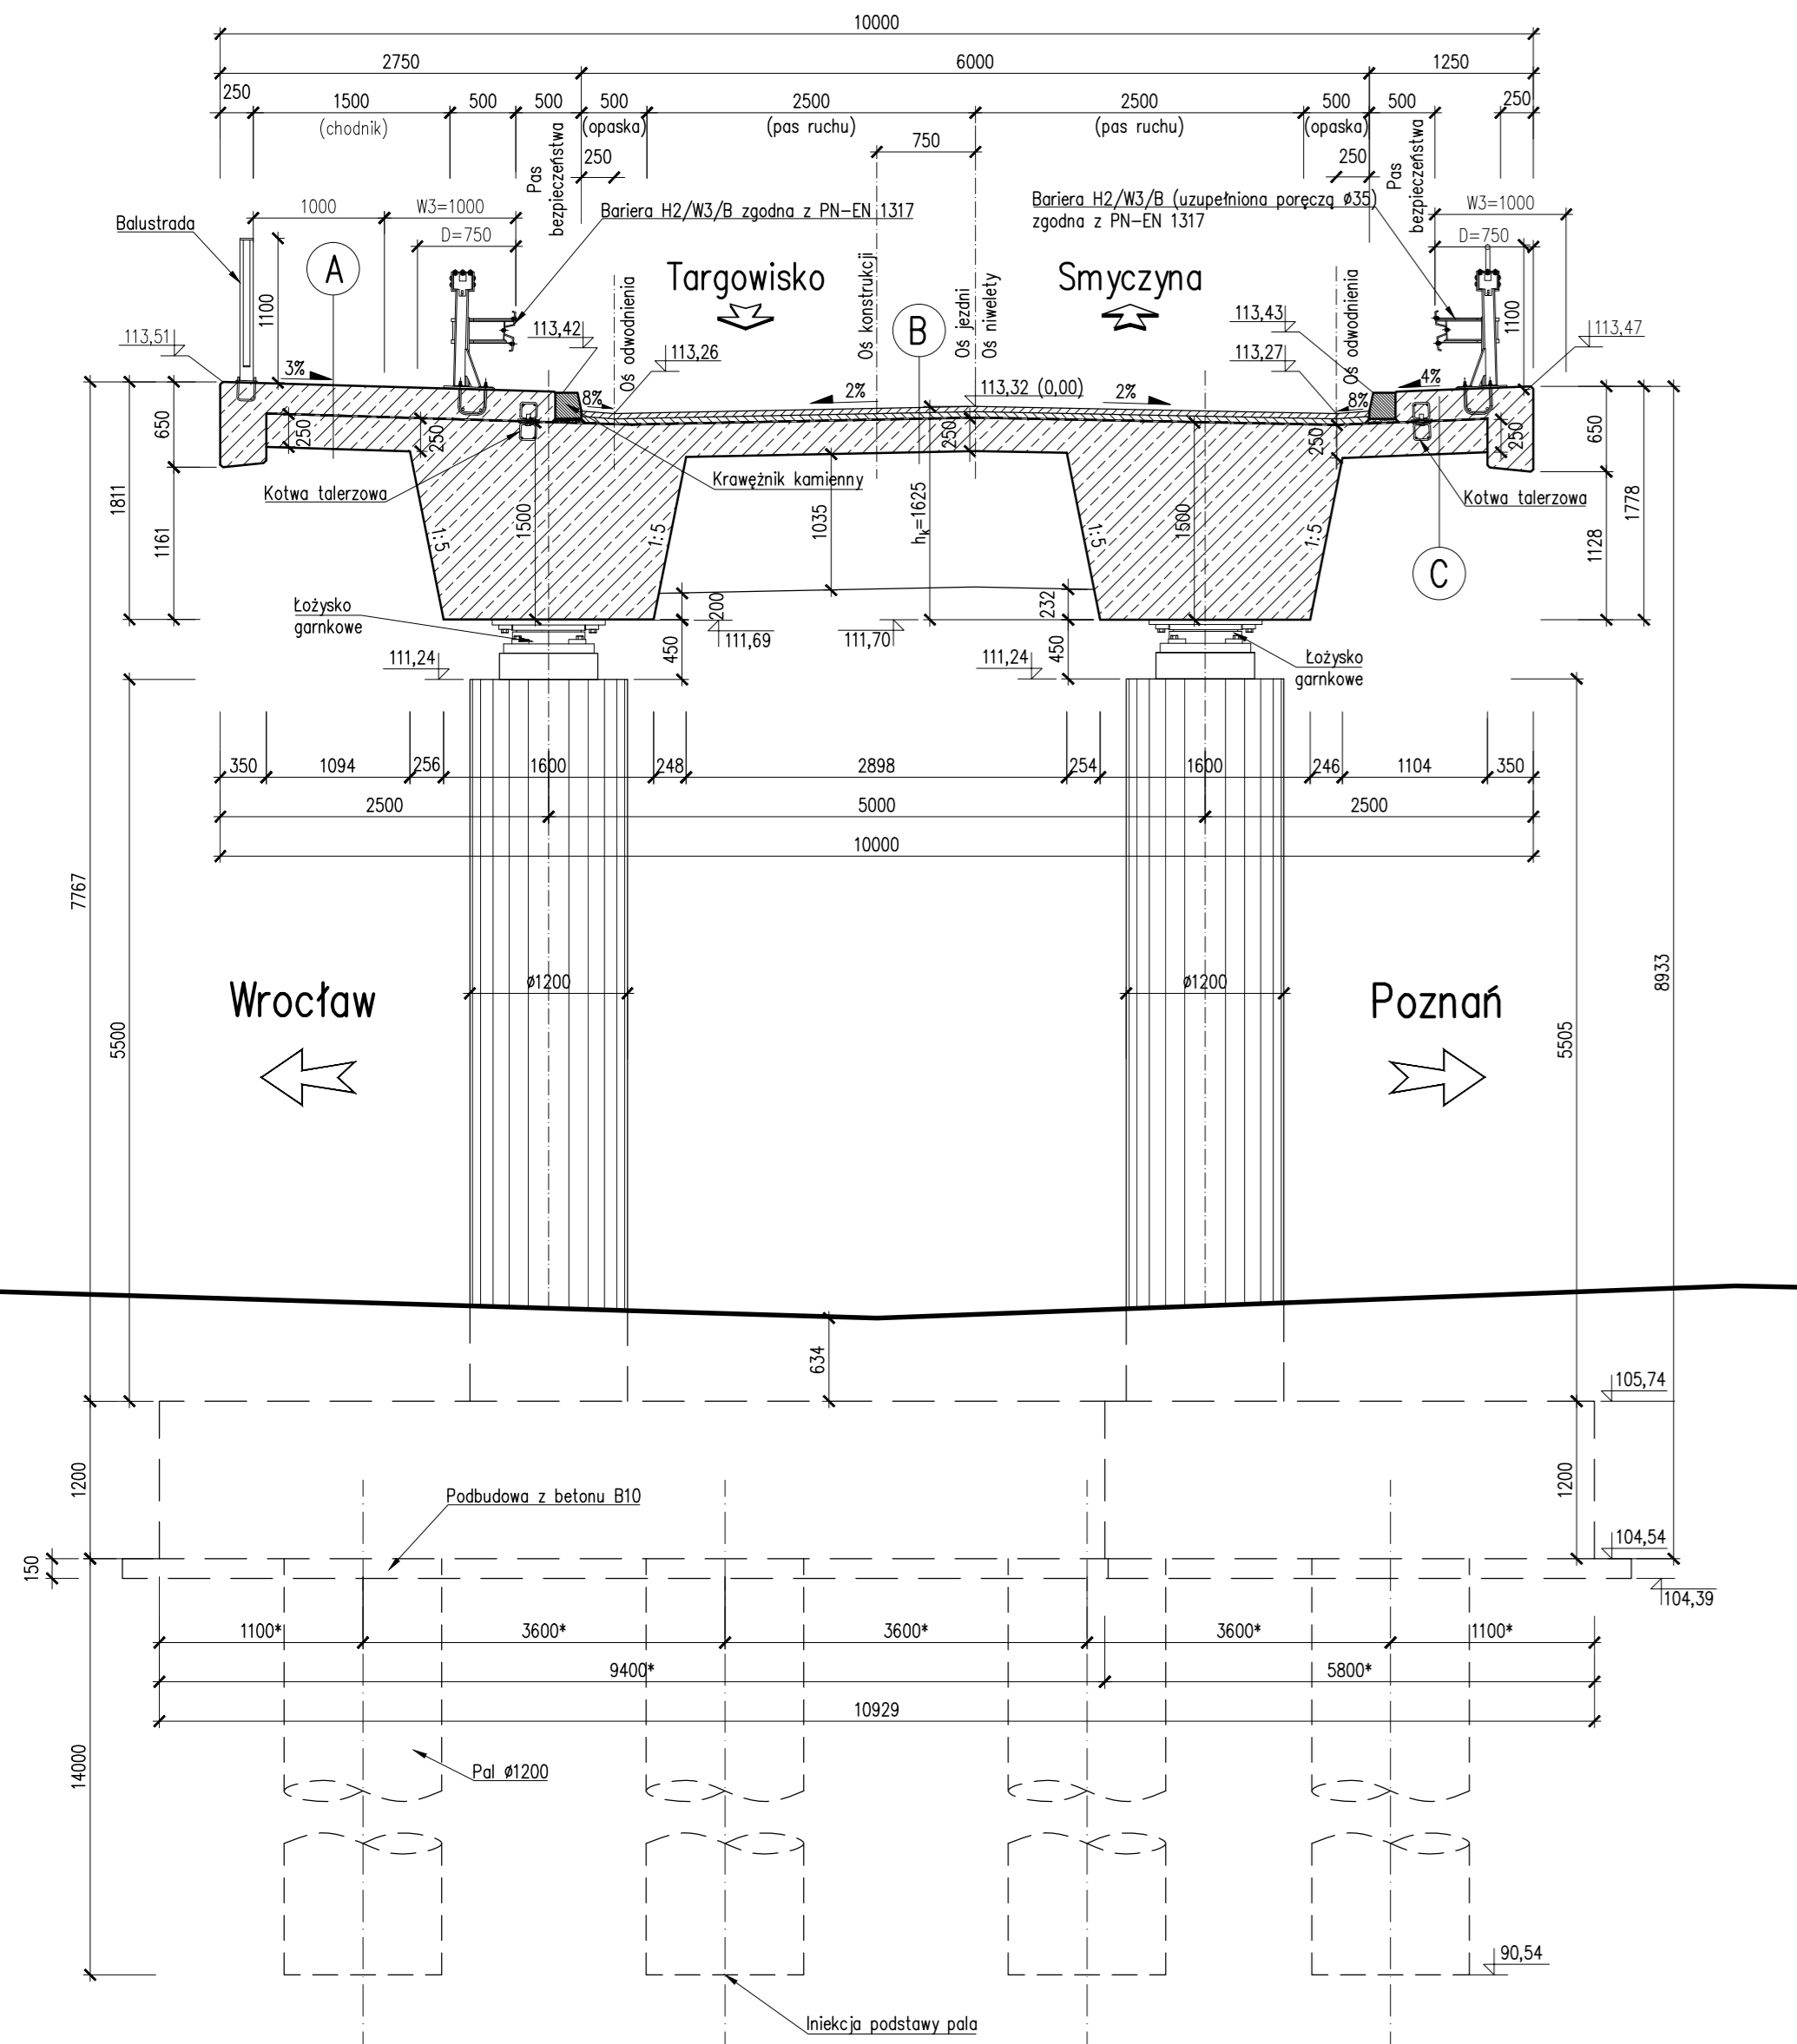 10000
2750 6000 1250
250 1500 500 500 500 2500 2500 500 500 250
(chodnik) (opaska) (pas ruchu) (pas ruchu) (opaska)
Pas
bezpieczeństwa
250 750 250
Pas
bezpieczeństwa
Balustrada
1000 W3=1000
D=750
Bariera H2/W3/B zgodna z PN-EN 1317
Bariera H2/W3/B (uzupełniona poręczą ø35)
zgodna z PN-EN 1317
W3=1000
D=750
A
1100
Targowisko
Smyczyna
Oś odwodnienia
Oś konstrukcji
Oś jezdni
Oś niwelety
Oś odwodnienia
B
1100
113,51
113,42
113,26
113,43
113,27
113,47
3%
8%
2%
113,32 (0,00)
2%
8%
4%
650
250
250
250
250
250
650
Kotwa talerzowa
Krawężnik kamienny
Kotwa talerzowa
1811
1161
1:5
1500
1:5
1035
hk=1625
1:5
1500
1:5
C
1128
1778
Łożysko
garnkowe
200
232
111,69
111,70
111,24
450
111,24
450
Łożysko
garnkowe
350 1094 256 1600 248 2898 254 1600 246 1104 350
2500 5000 2500
10000
7767
8933
ø1200
ø1200
Wrocław
Poznań
5500
5505
634
105,74
1200
Podbudowa z betonu B10
1200
104,54
150
104,39
1100* 3600* 3600* 3600* 1100*
9400* 5800*
10929
14000
Pal ø1200
90,54
Iniekcja podstawy pala